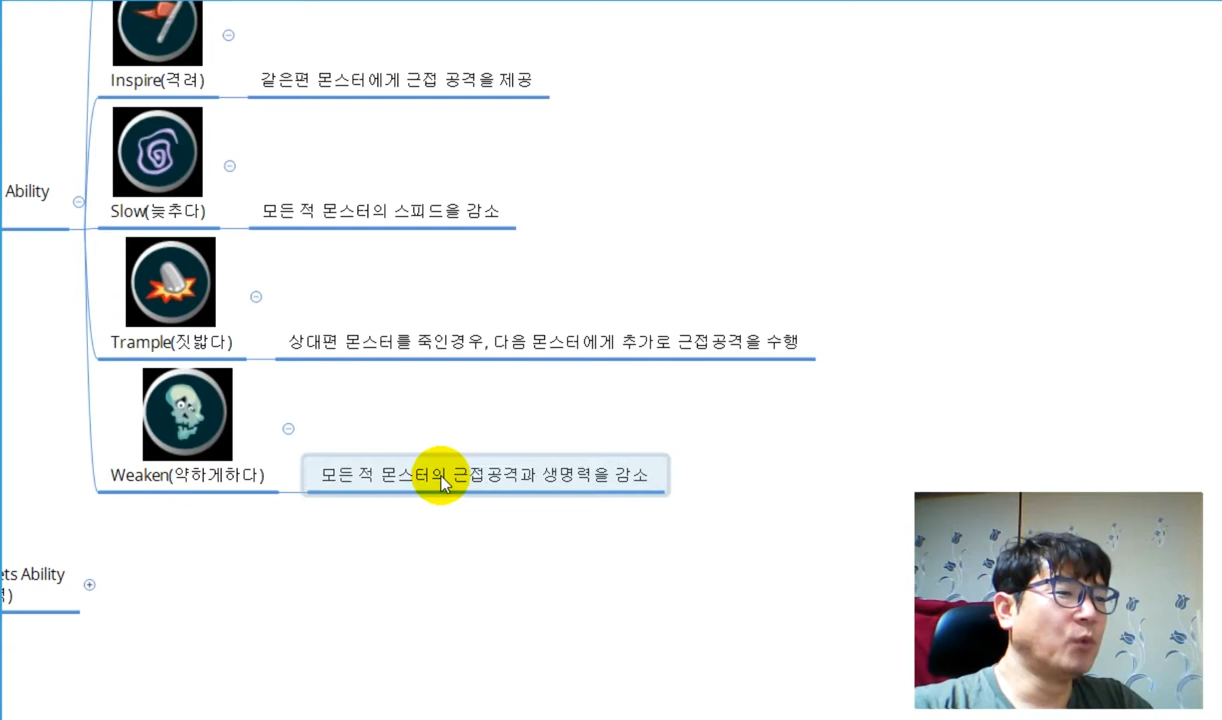 Inspire(격려)
같은편 몬스터에게 근접 공격을 제공
Ability
Slow(늦추다)
모든 적 몬스터의 스피드을 감소
Trample(짓밟다)
상대편 몬스터를 죽인경우, 다음 몬스터에게 추가로 근접공격을 수행
Weaken(약하게하다)
모든 적 몬스터의 근접공격과 생명력을 감소
ets Ability